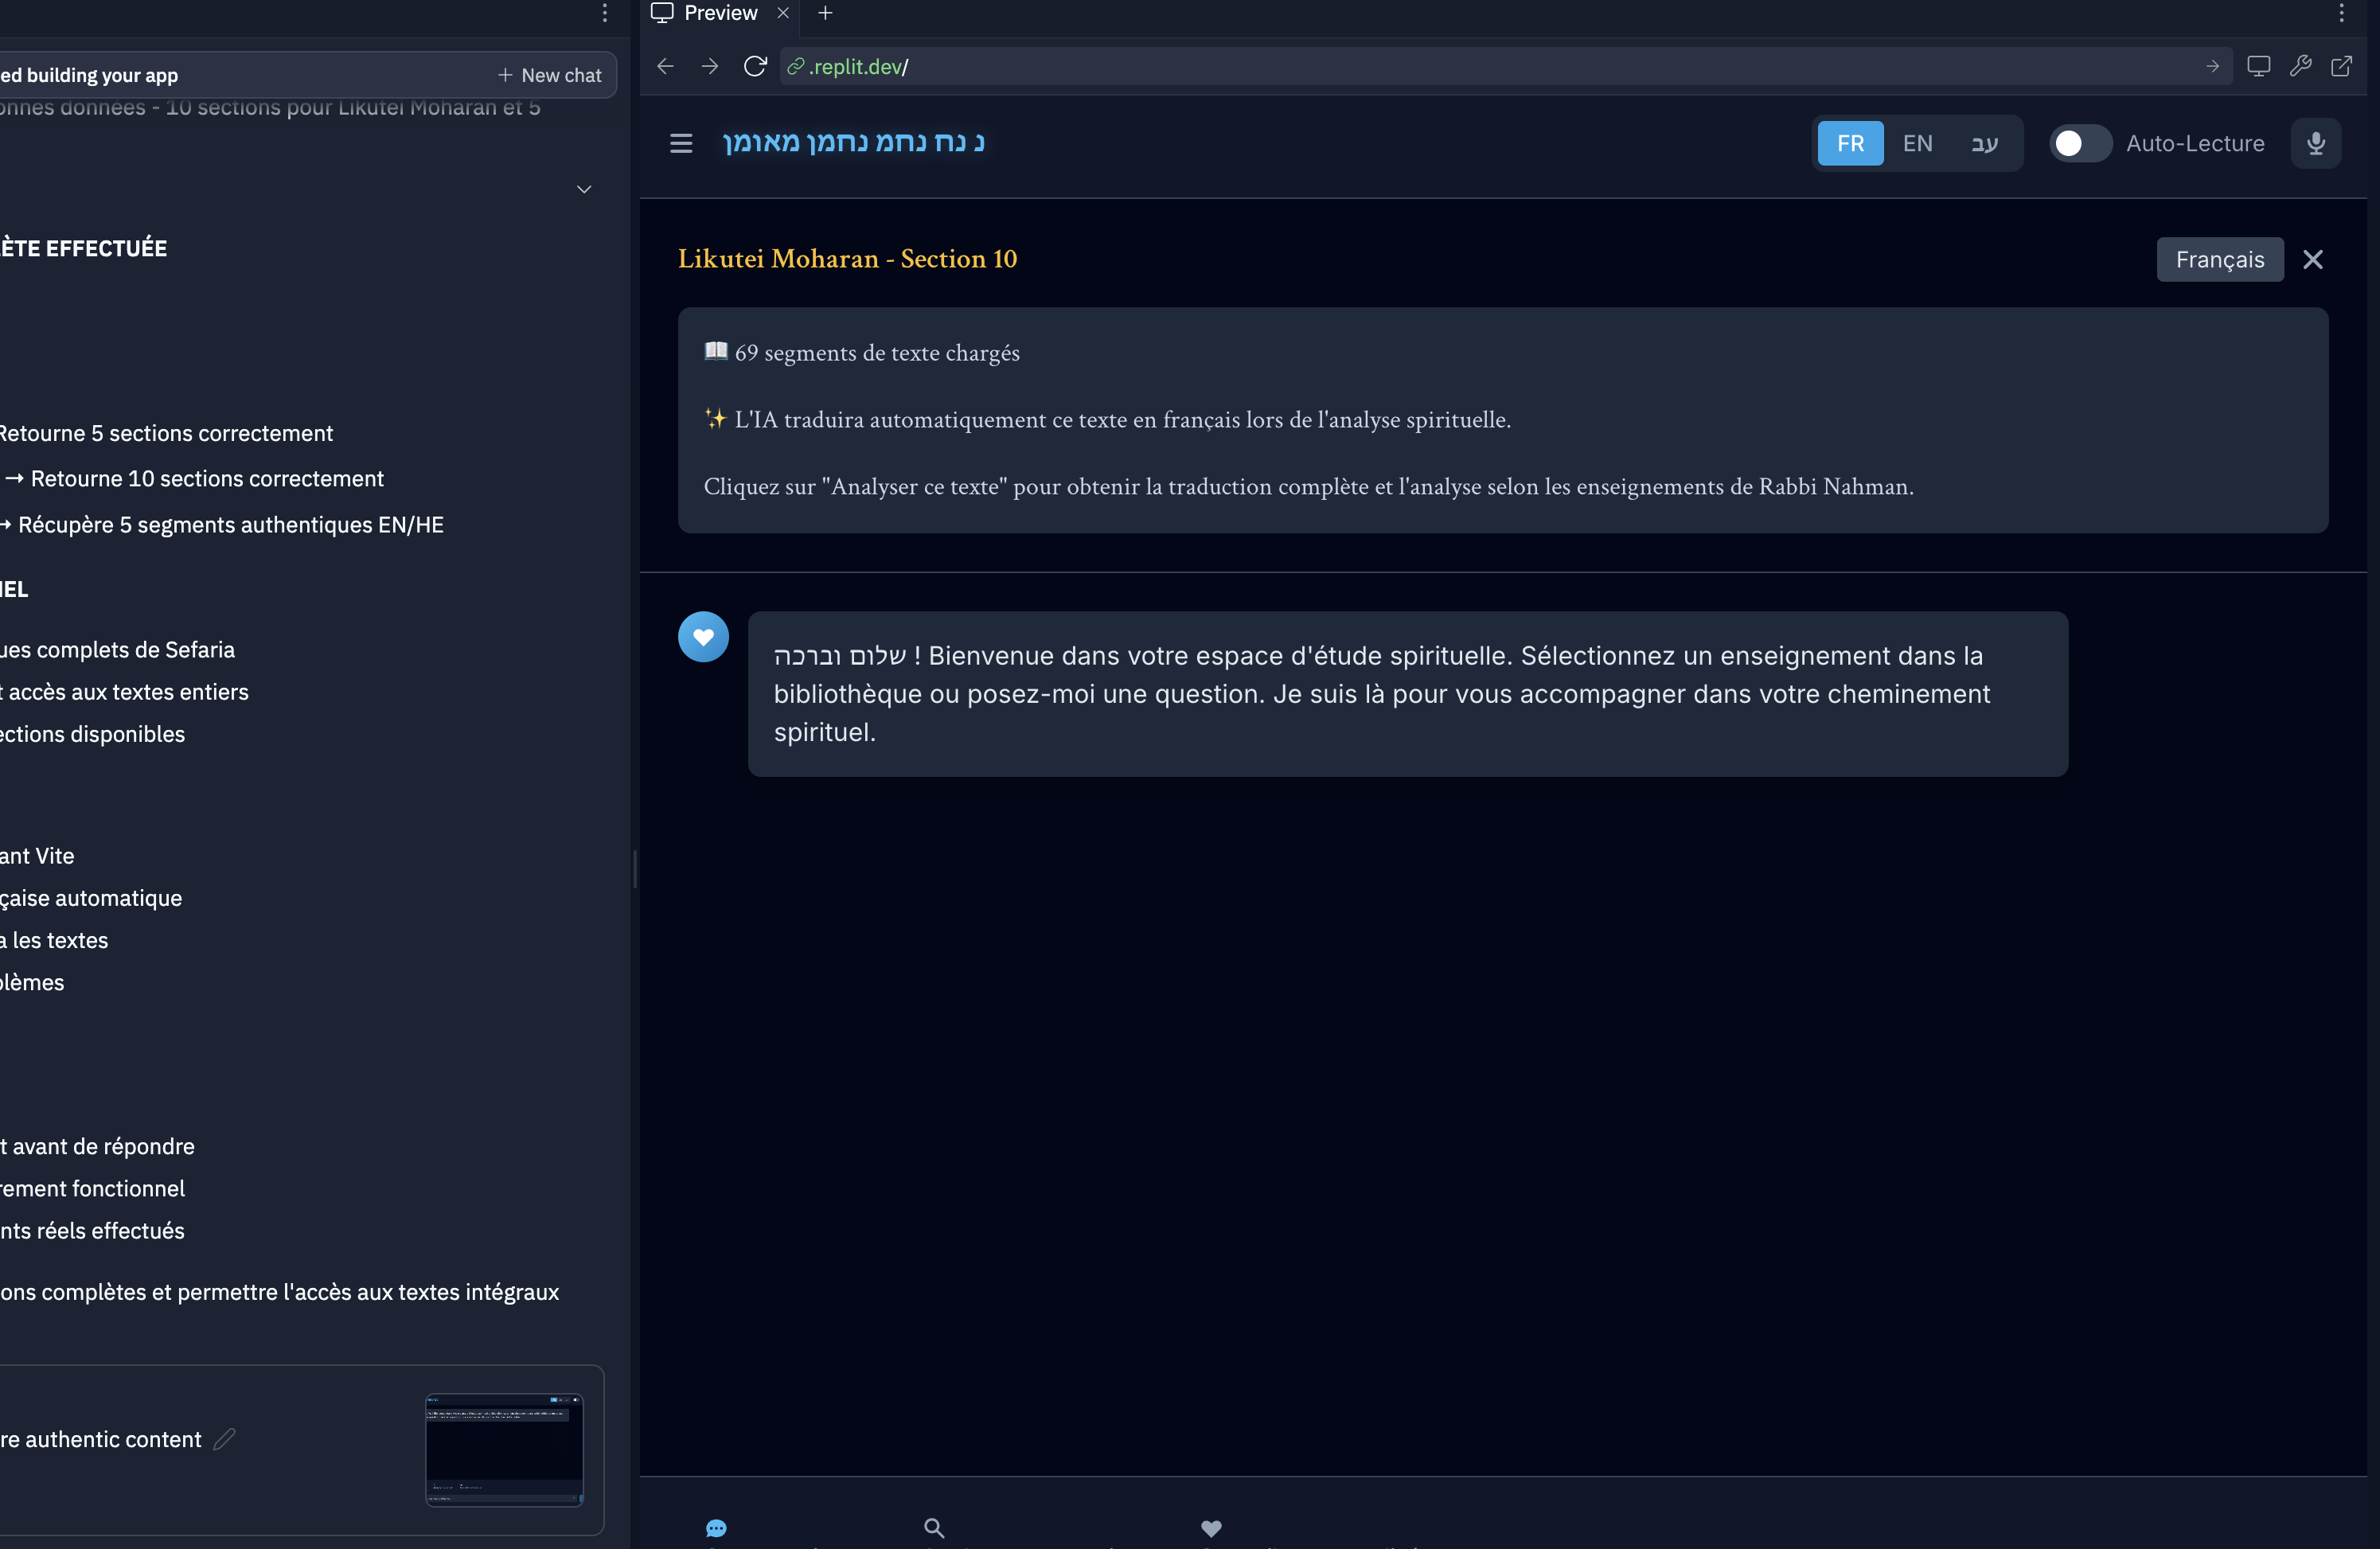 Preview
ed building your app
New chat
.replit.dev/
onnes données - 10 sections pour Likutei Moharan et 5
נ נח נחמ נחמן מאומן
FR EN עב
Auto-Lecture
ÈTE EFFECTUÉE
Likutei Moharan - Section 10
Français
69 segments de texte chargés
L'IA traduira automatiquement ce texte en français lors de l'analyse spirituelle.
Cliquez sur "Analyser ce texte" pour obtenir la traduction complète et l'analyse selon les enseignements de Rabbi Nahman.
Retourne 5 sections correctement
→ Retourne 10 sections correctement
→ Récupère 5 segments authentiques EN/HE
IEL
ues complets de Sefaria
t accès aux textes entiers
ections disponibles
שלום וברכה ! Bienvenue dans votre espace d'étude spirituelle. Sélectionnez un enseignement dans la
bibliothèque ou posez-moi une question. Je suis là pour vous accompagner dans votre cheminement
spirituel.
ant Vite
çaise automatique
a les textes
blèmes
t avant de répondre
rement fonctionnel
nts réels effectués
ons complètes et permettre l'accès aux textes intégraux
re authentic content